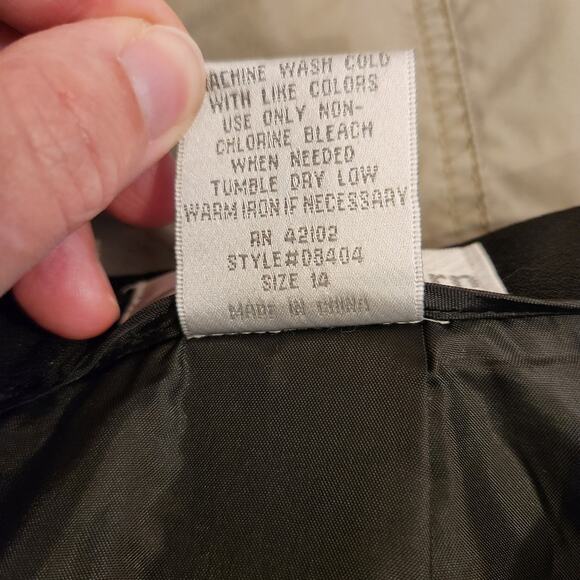 MACHINE WASH COLD
WITH LIKE COLORS
USE ONLY NON-
CHLORINE BLEACH
WHEN NEEDED
TUMBLE DRY LOW
WARM IRON IF NECESSARY
RN 42102
STYLE#D8404
SIZE 14
MADE IN CHINA